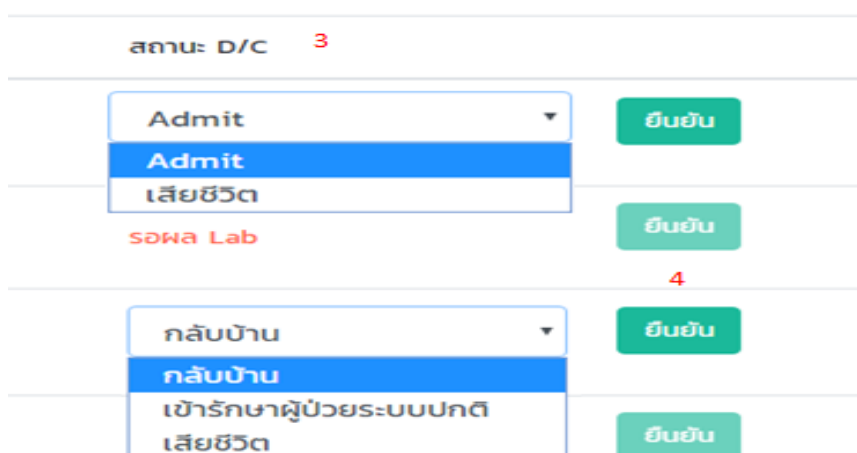 สถานะ D/C 3
Admit ยืนยัน
Admit
เสียชีวิต
รอผล Lab ยืนยัน
4
กลับบ้าน ยืนยัน
กลับบ้าน
เข้ารักษาผู้ป่วยระบบปกติ
เสียชีวิต ยืนยัน